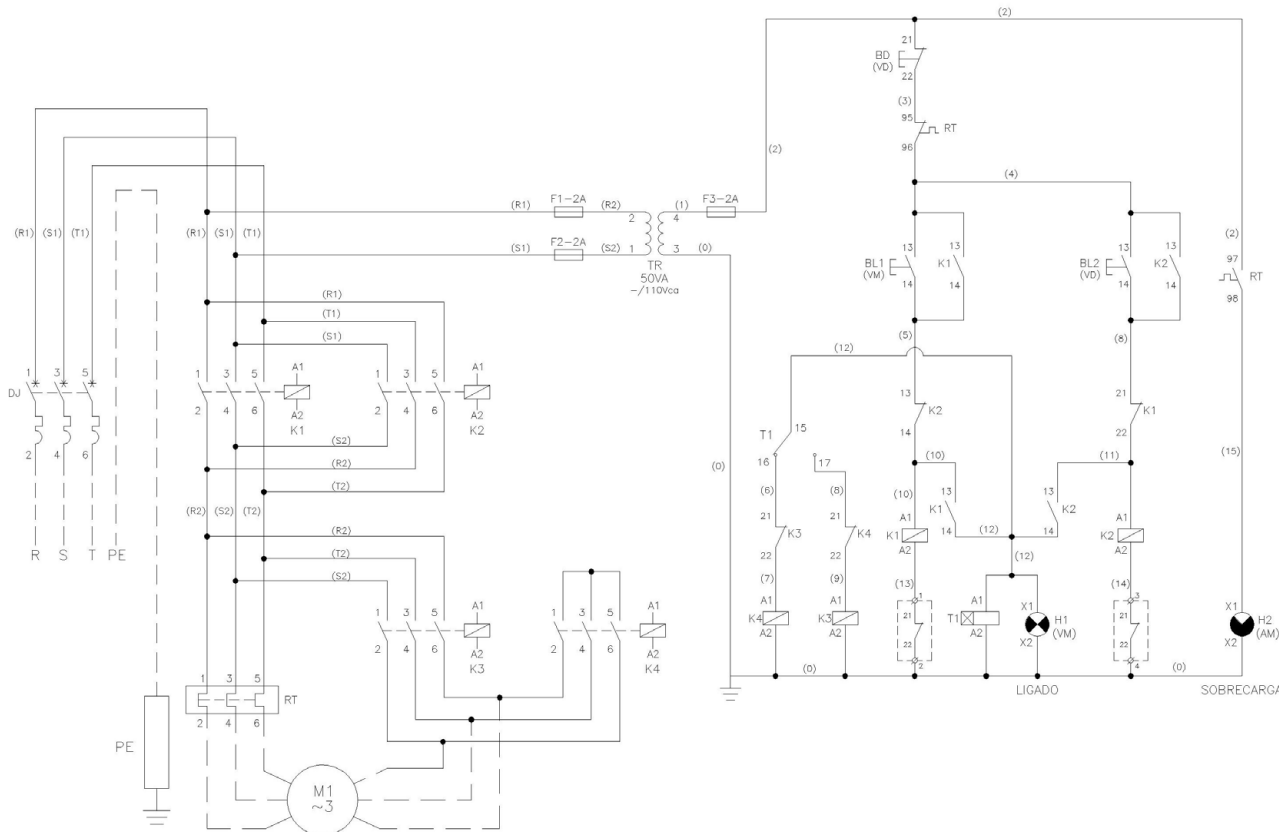 (2)
21
BD
(VD)
22
(3)
95
RT
96
(2)
(4)
F1-2A
(R1) (R2)
2
(1)
4
F3-2A
F2-2A
(S1) (S2)
1
3
(0)
TR
50VA
-/110Vca
(R1) (S1) (T1)
(R1) (S1) (T1)
13
BL1
(VM)
14
13
K1
14
13
BL2
(VD)
14
13
K2
14
(2)
97
RT
98
(R1)
(T1)
(S1)
(5)
(8)
(12)
1 3 5
DJ
2 4 6
1 3 5
2 4 6
A1
A2
K1
1 3 5
2 4 6
A1
A2
K2
13
K2
14
21
K1
22
T1
15
16
17
(S2)
(R2)
(T2)
(0)
(10)
(11)
(15)
(6)
(8)
(10)
13
K1
14
13
K2
14
(12)
(12)
(R2) (S2) (T2)
(R2)
(T2)
(S2)
R S T PE
21
K3
22
21
K4
22
A1
K1
A2
A1
K2
A2
(7)
(9)
(13)
(14)
1 3 5
2 4 6
A1
A2
K3
1 3 5
2 4 6
A1
A2
K4
A1
K4
A2
A1
K3
A2
1
21
22
2
A1
T1
A2
X1
H1
(VM)
X2
3
21
22
4
X1
H2
(AM)
X2
(0)
(0)
LIGADO
SOBRECARGA
1 3 5
RT
2 4 6
PE
M1
~3